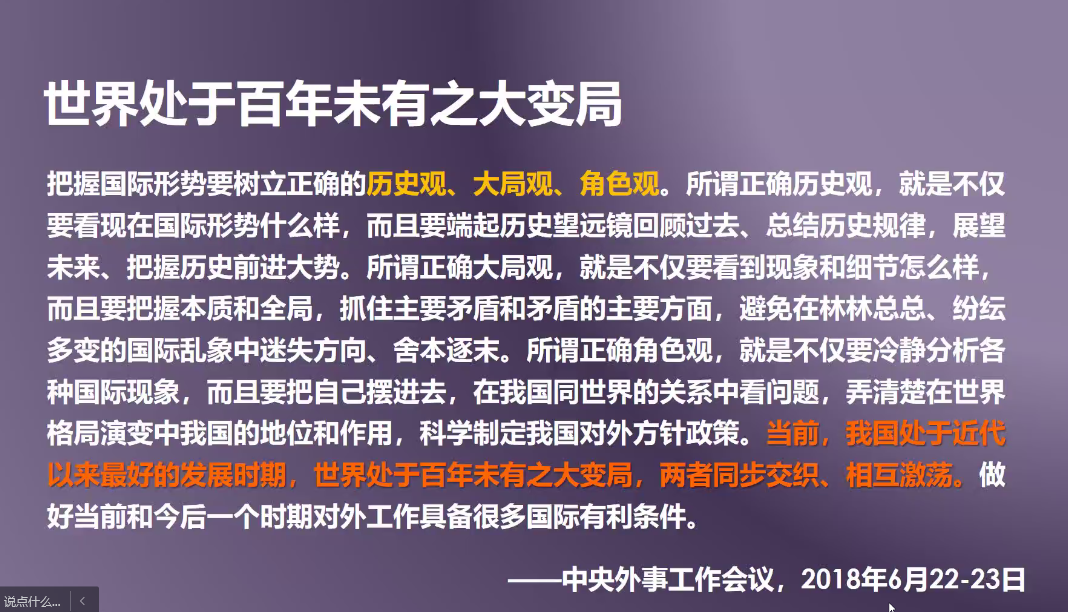 世界处于百年未有之大变局
把握国际形势要树立正确的历史观、大局观、角色观。所谓正确历史观，就是不仅
要看现在国际形势什么样，而且要端起历史望远镜回顾过去、总结历史规律，展望
未来、把握历史前进大势。所谓正确大局观，就是不仅要看到现象和细节怎么样，
而且要把握本质和全局，抓住主要矛盾和矛盾的主要方面，避免在林林总总、纷纭
多变的国际乱象中迷失方向、舍本逐末。所谓正确角色观，就是不仅要冷静分析各
种国际现象，而且要把自己摆进去，在我国同世界的关系中看问题，弄清楚在世界
格局演变中我国的地位和作用，科学制定我国对外方针政策。当前，我国处于近代
以来最好的发展时期，世界处于百年未有之大变局，两者同步交织、相互激荡。做
好当前和今后一个时期对外工作具备很多国际有利条件。
——中央外事工作会议，2018年6月22-23日
说点什么...